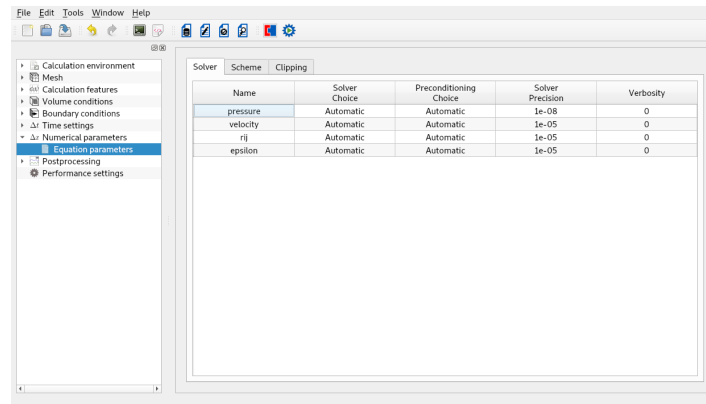 File Edit Tools Window Help
Calculation environment
Mesh
Calculation features
Volume conditions
Boundary conditions
Δt Time settings
Δx Numerical parameters
Equation parameters
Postprocessing
Performance settings
Solver Scheme Clipping
Name Solver Choice Preconditioning Choice Solver Precision Verbosity
pressure Automatic Automatic 1e-08 0
velocity Automatic Automatic 1e-05 0
rij Automatic Automatic 1e-05 0
epsilon Automatic Automatic 1e-05 0